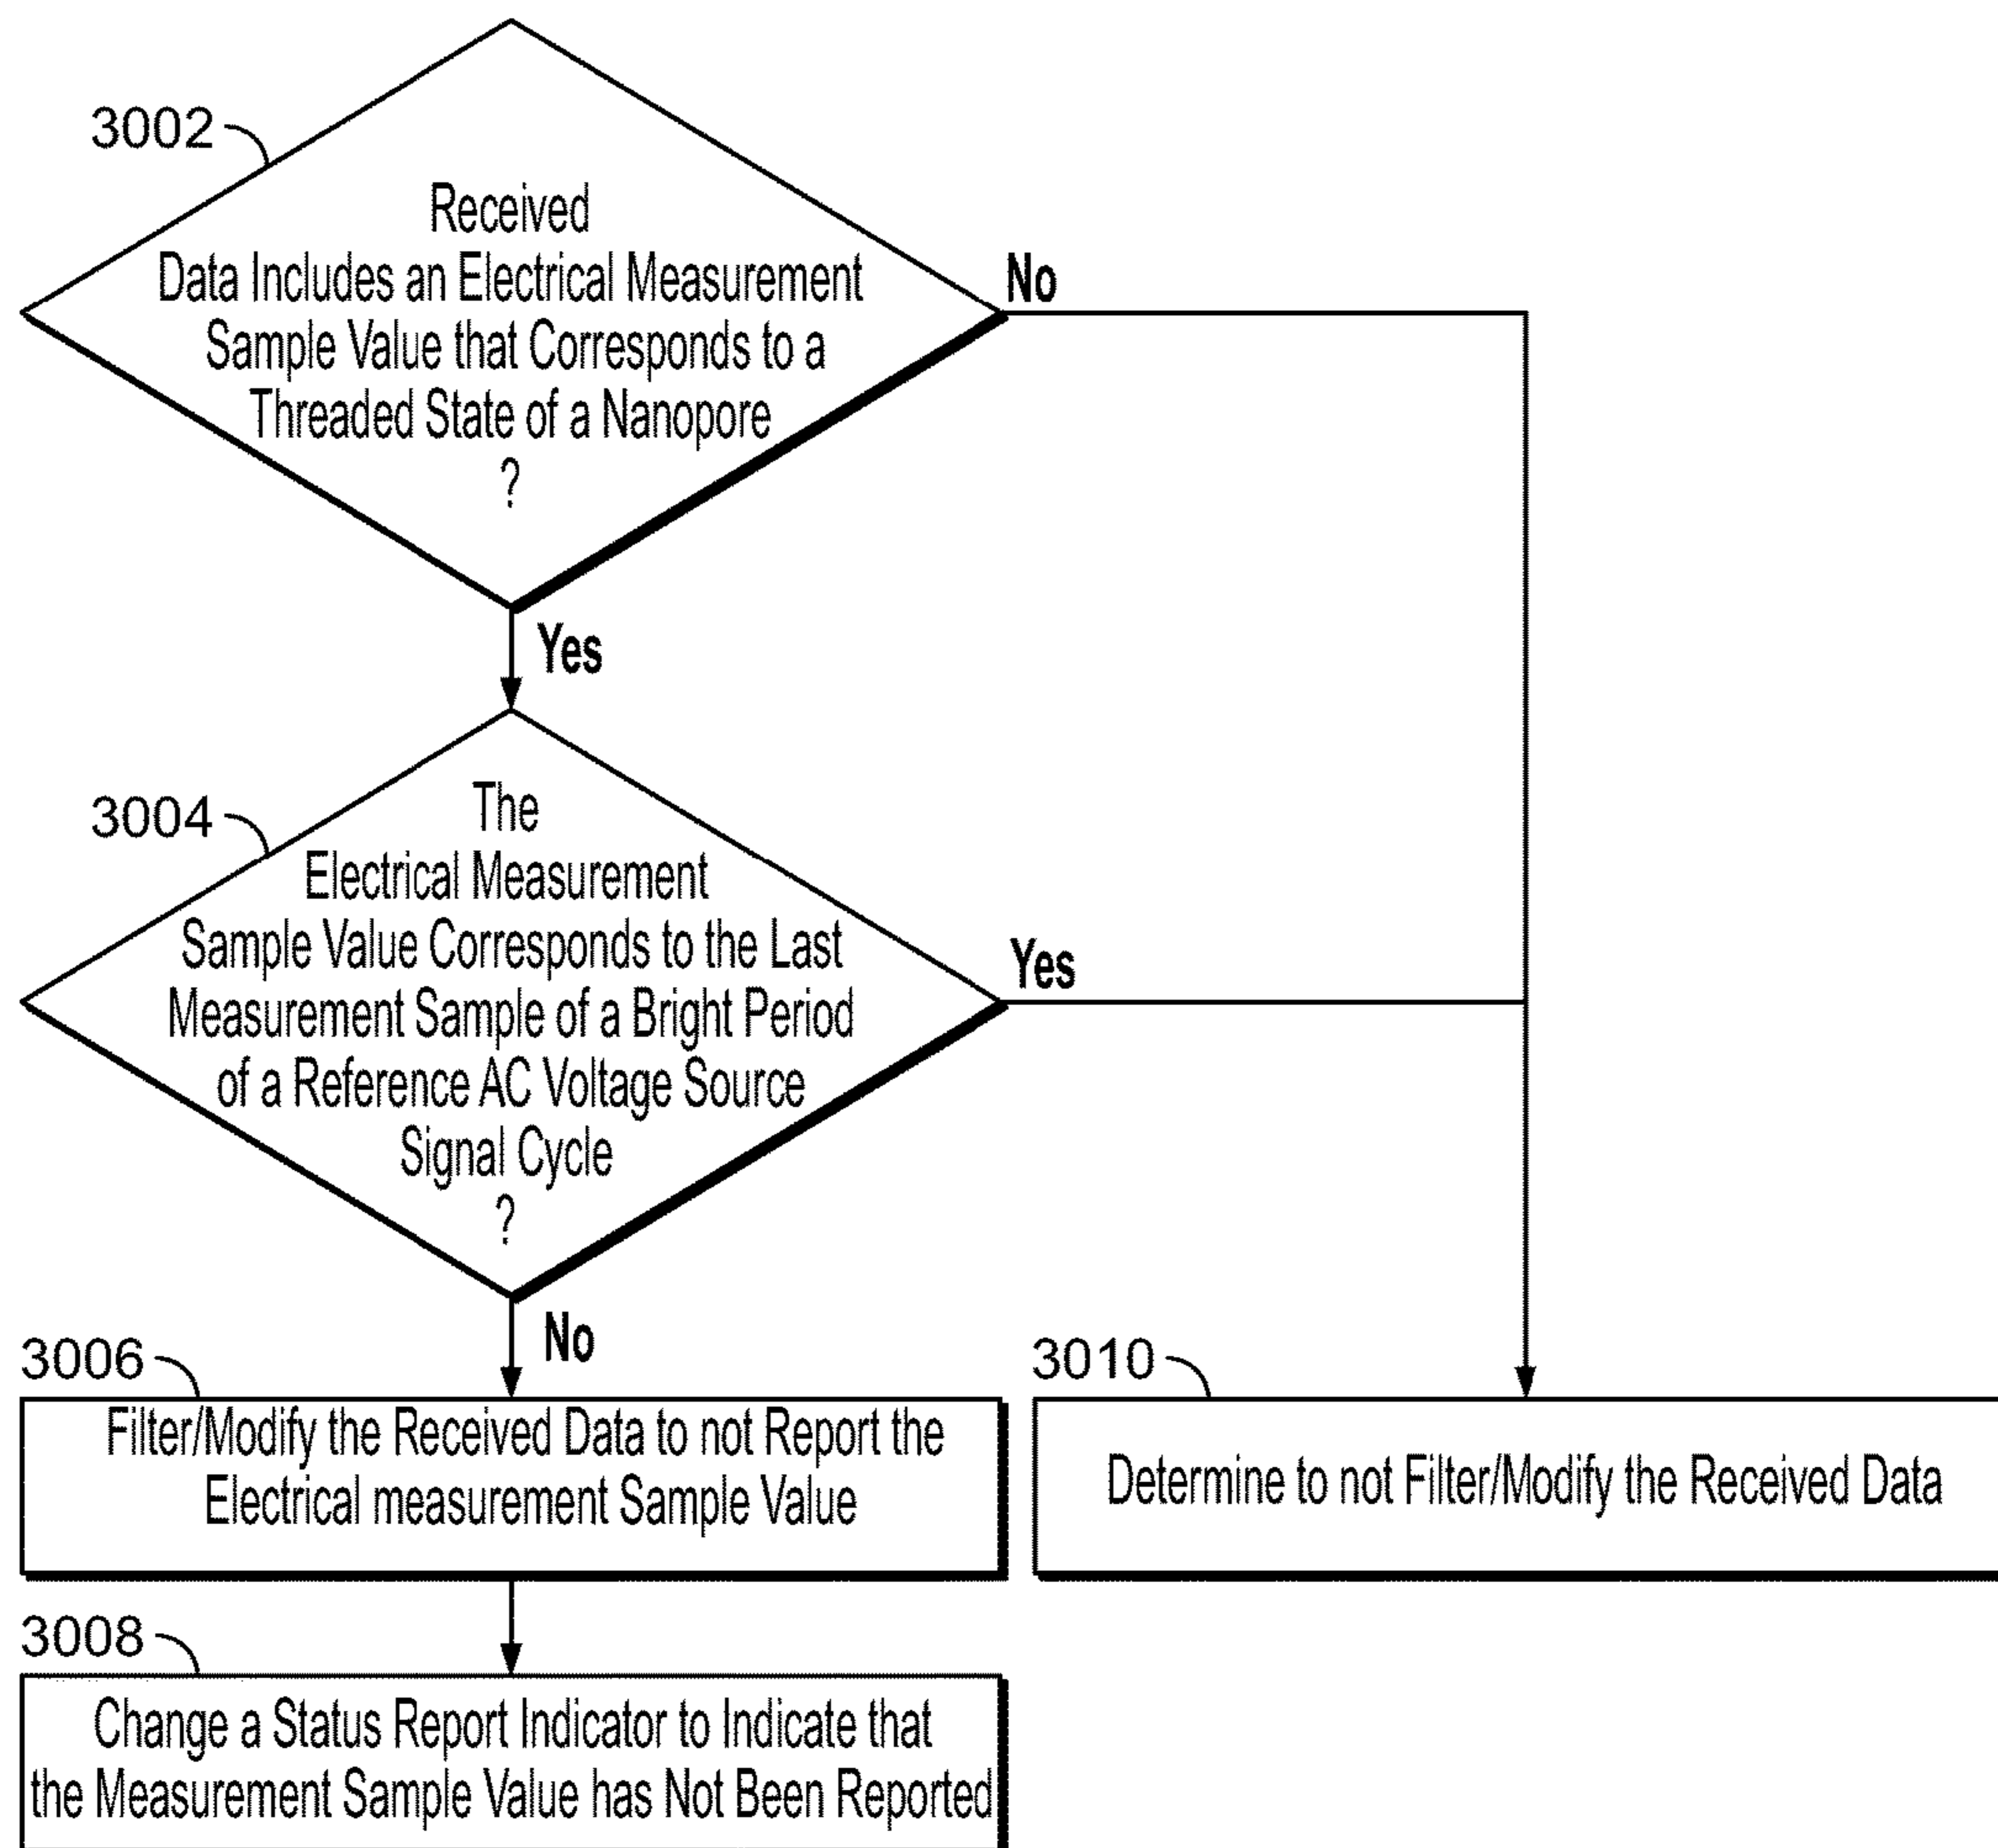 3002
Received
Data Includes an Electrical Measurement
Sample Value that Corresponds to a
Threaded State of a Nanopore
?
No
Yes
3004
The
Electrical Measurement
Sample Value Corresponds to the Last
Measurement Sample of a Bright Period
of a Reference AC Voltage Source
Signal Cycle
?
Yes
No
3006
Filter/Modify the Received Data to not Report the
Electrical measurement Sample Value
3010
Determine to not Filter/Modify the Received Data
3008
Change a Status Report Indicator to Indicate that
the Measurement Sample Value has Not Been Reported